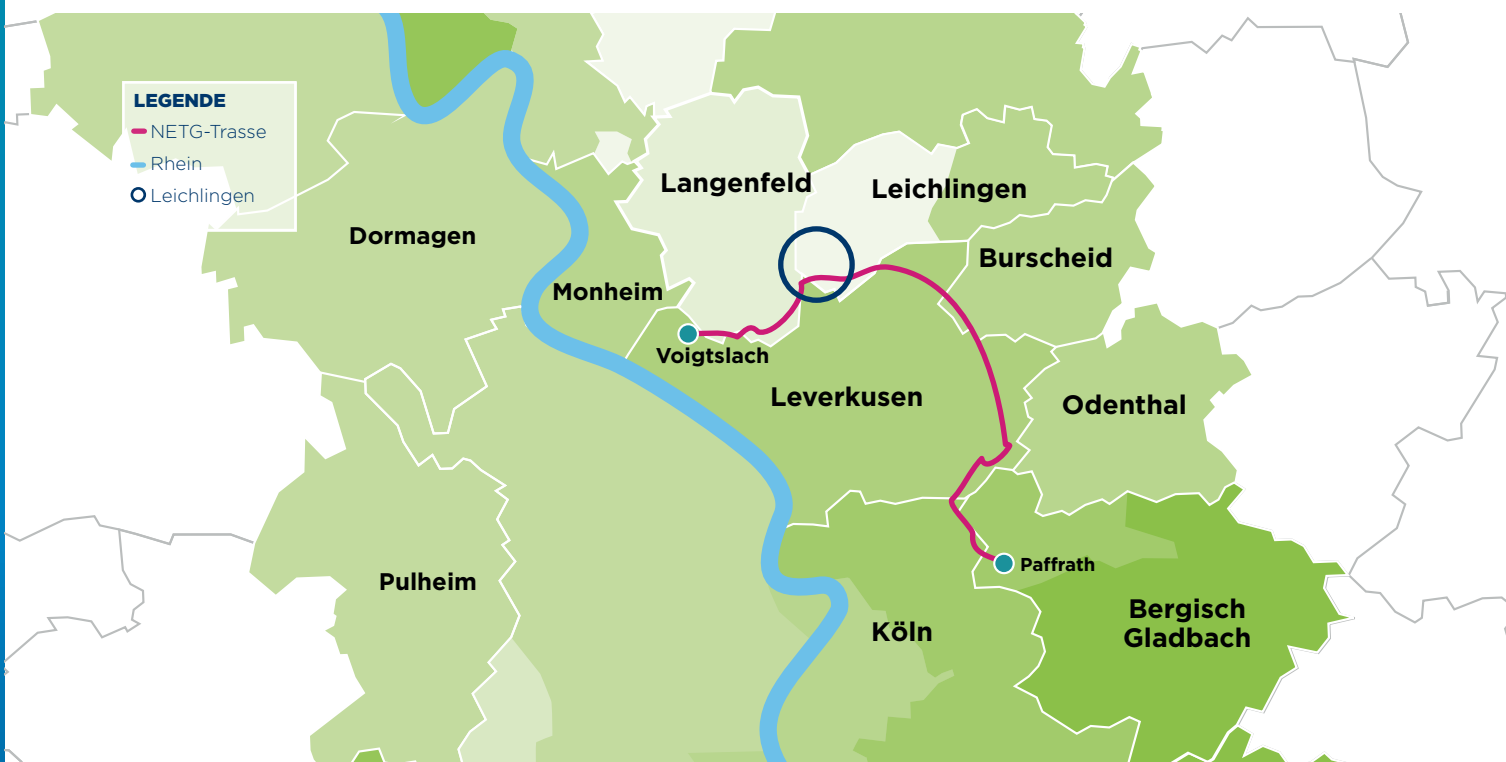 LEGENDE
NETG-Trasse
Rhein
Leichlingen
Langenfeld
Leichlingen
Dormagen
Burscheid
Monheim
Voigtslach
Leverkusen
Odenthal
Paffrath
Pulheim
Köln
Bergisch
Gladbach